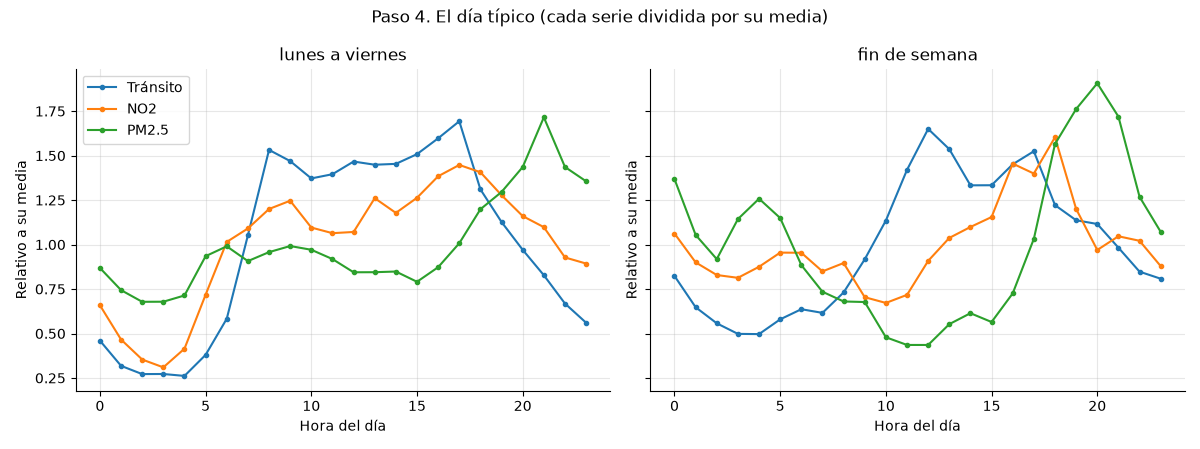 Paso 4. El día típico (cada serie dividida por su media)
lunes a viernes
Relativo a su media
1.75
1.50
1.25
1.00
0.75
0.50
0.25
Tránsito
NO2
PM2.5
0 5 10 15 20
Hora del día
fin de semana
Relativo a su media
0 5 10 15 20
Hora del día